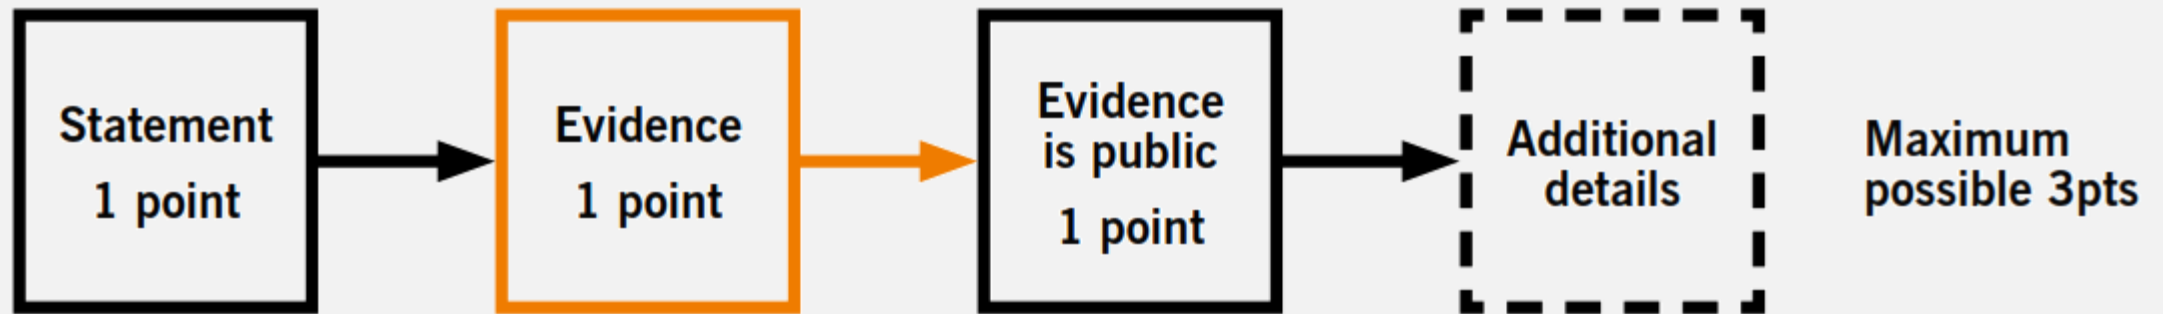 Statement
1 point
Evidence
1 point
Evidence
is public
1 point
Additional
details
Maximum
possible 3pts